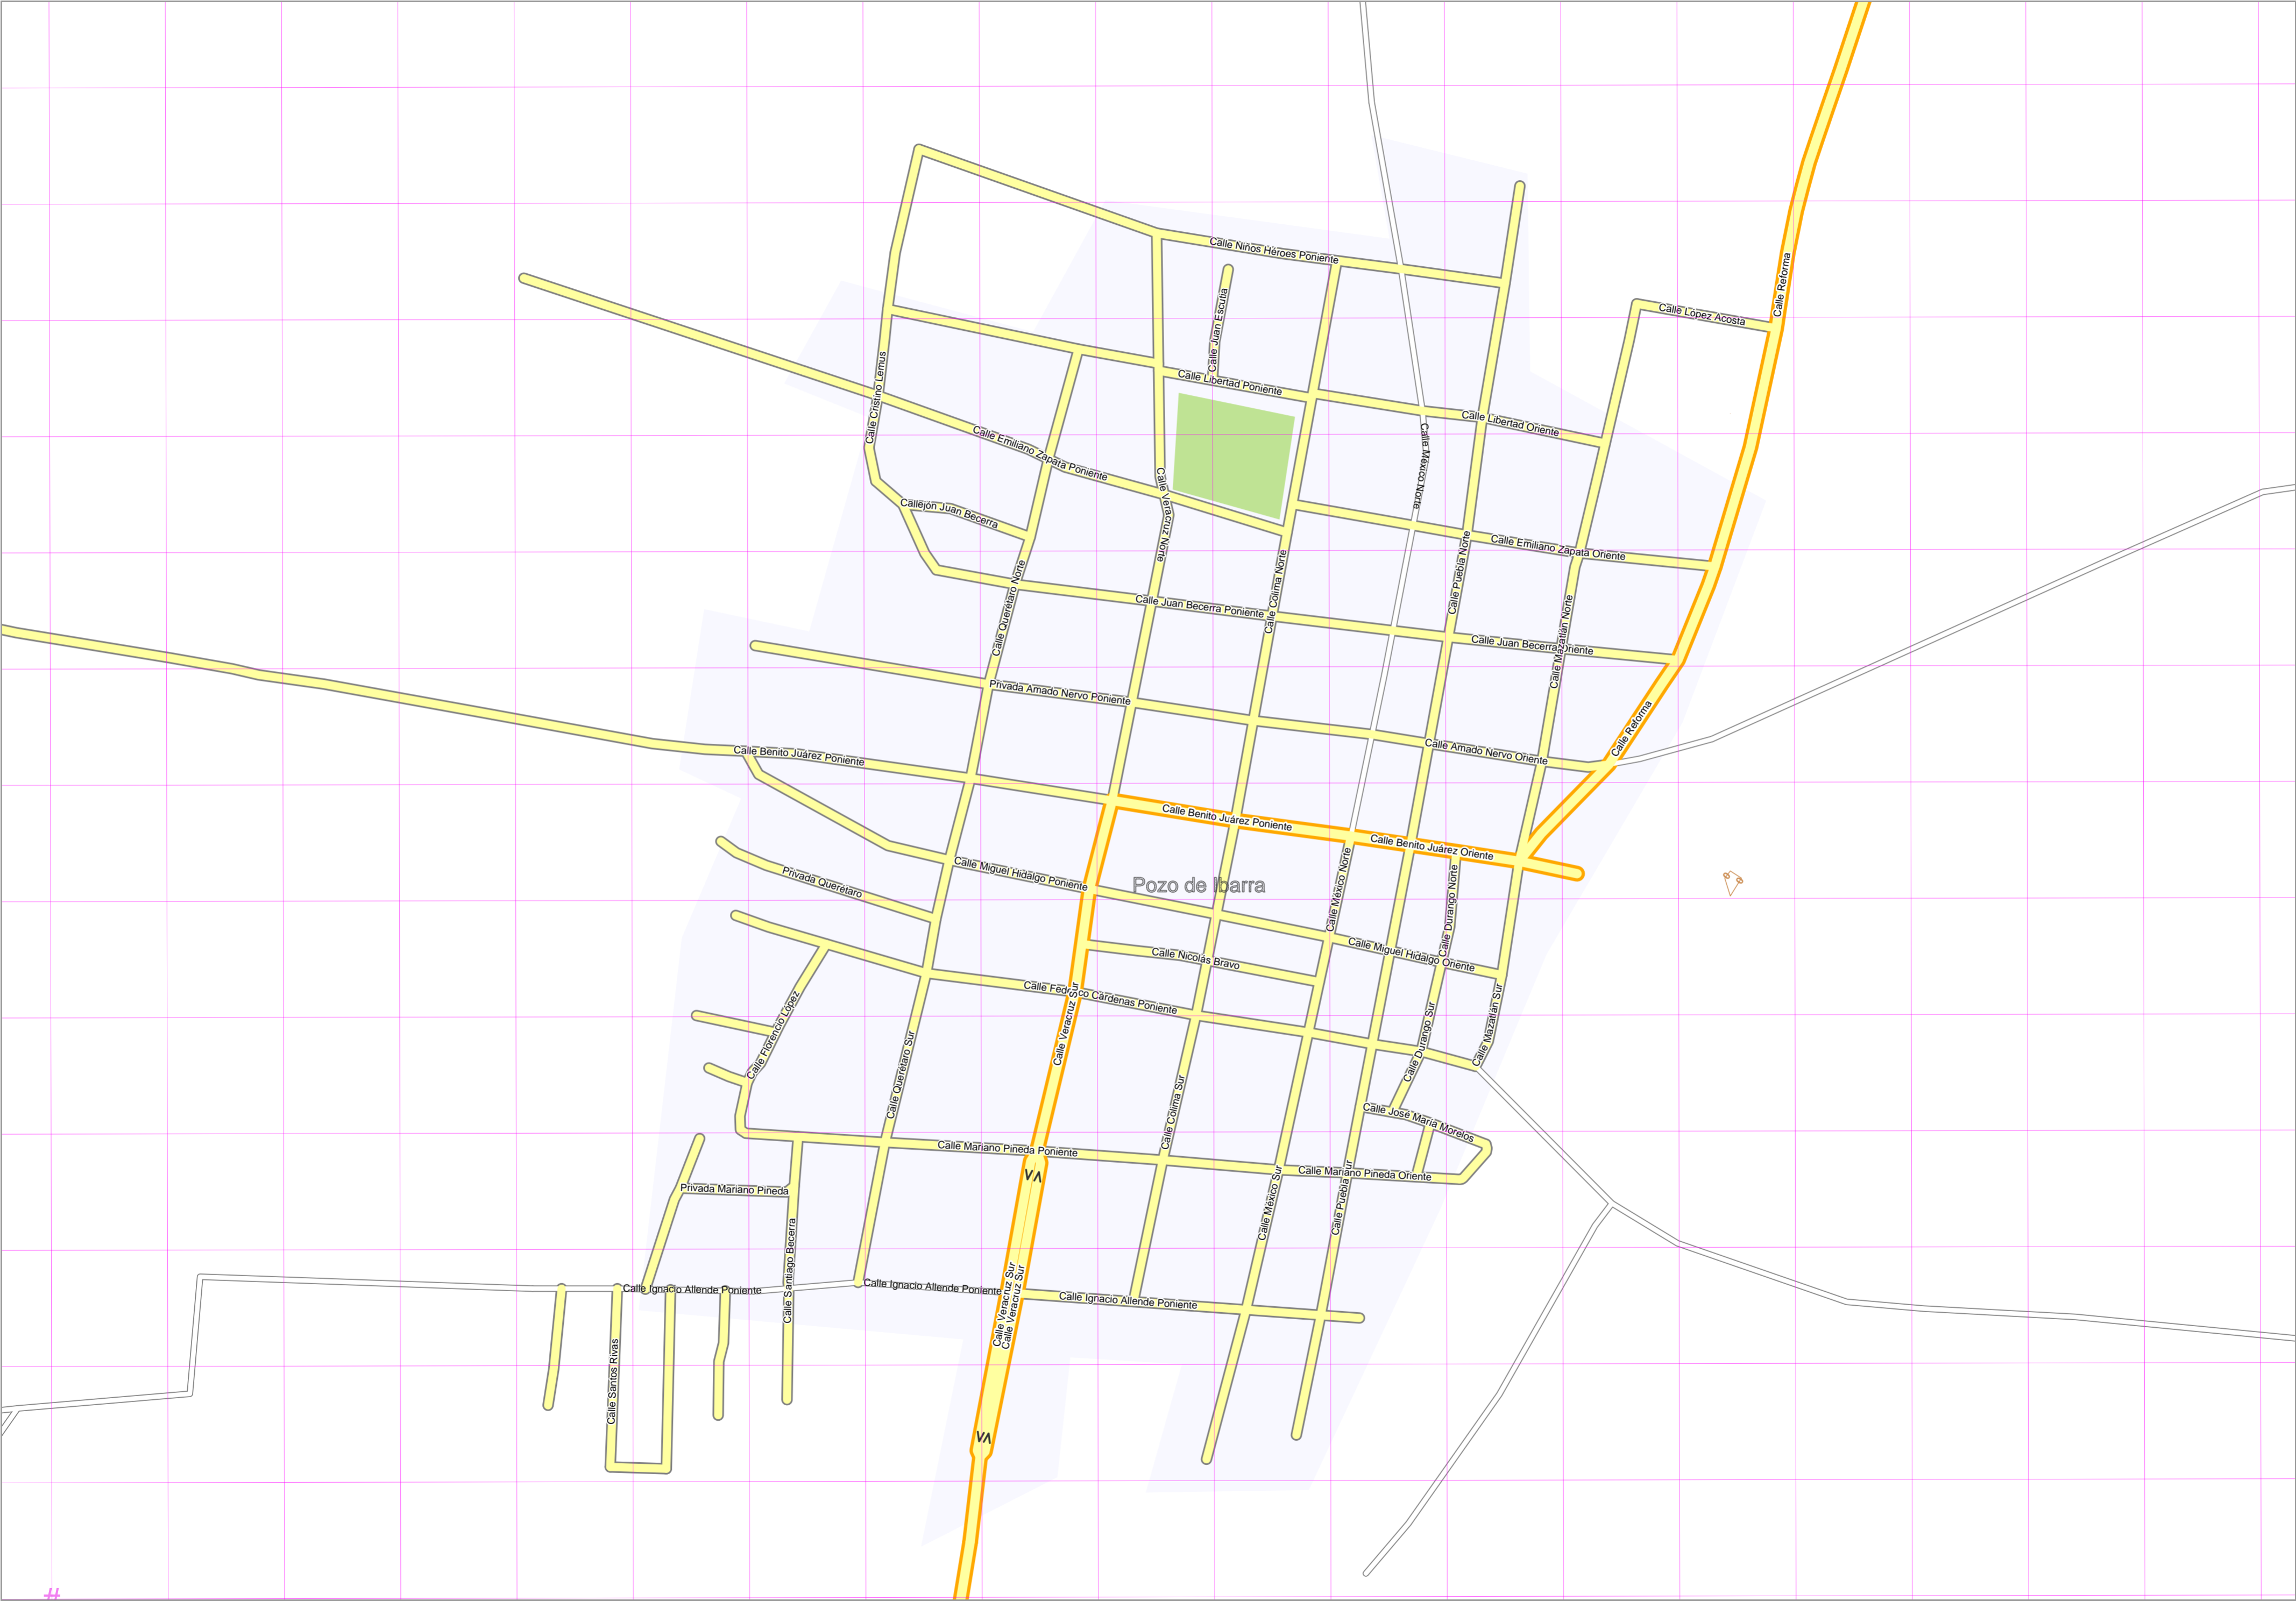 Calle Niños Héroes Poniente
Calle Reforma
Calle Juan Escutia
Calle López Acosta
Calle Cristino Lemus
Calle Libertad Poniente
Calle Libertad Oriente
Calle Emiliano Zapata Poniente
Calle México Norte
Calle Veracruz Norte
Callejón Juan Becerra
Calle Emiliano Zapata Oriente
Calle Puebla Norte
Calle Colima Norte
Calle Querétaro Norte
Calle Juan Becerra Poniente
Calle Mazatlán Norte
Calle Juan Becerra Oriente
Privada Amado Nervo Poniente
Calle Reforma
Calle Amado Nervo Oriente
Calle Benito Juárez Poniente
Calle Benito Juárez Poniente
Calle Benito Juárez Oriente
Calle Miguel Hidalgo Poniente
Privada Querétaro
Pozo de Ibarra
Calle México Norte
Calle Durango Norte
Calle Nicolás Bravo
Calle Miguel Hidalgo Oriente
Calle Federico Cárdenas Poniente
Calle Veracruz Sur
Calle Florencio López
Calle Querétaro Sur
Calle Durango Sur
Calle Mazatlán Sur
Calle Colima Sur
Calle José María Morelos
Calle Mariano Pineda Poniente
Calle Mariano Pineda Oriente
Privada Mariano Pineda
Calle México Sur
Calle Puebla Sur
Calle Santiago Becerra
Calle Ignacio Allende Poniente
Calle Ignacio Allende Poniente
Calle Ignacio Allende Poniente
Calle Veracruz Sur
Calle Veracruz Sur
Calle Santos Rivas
#